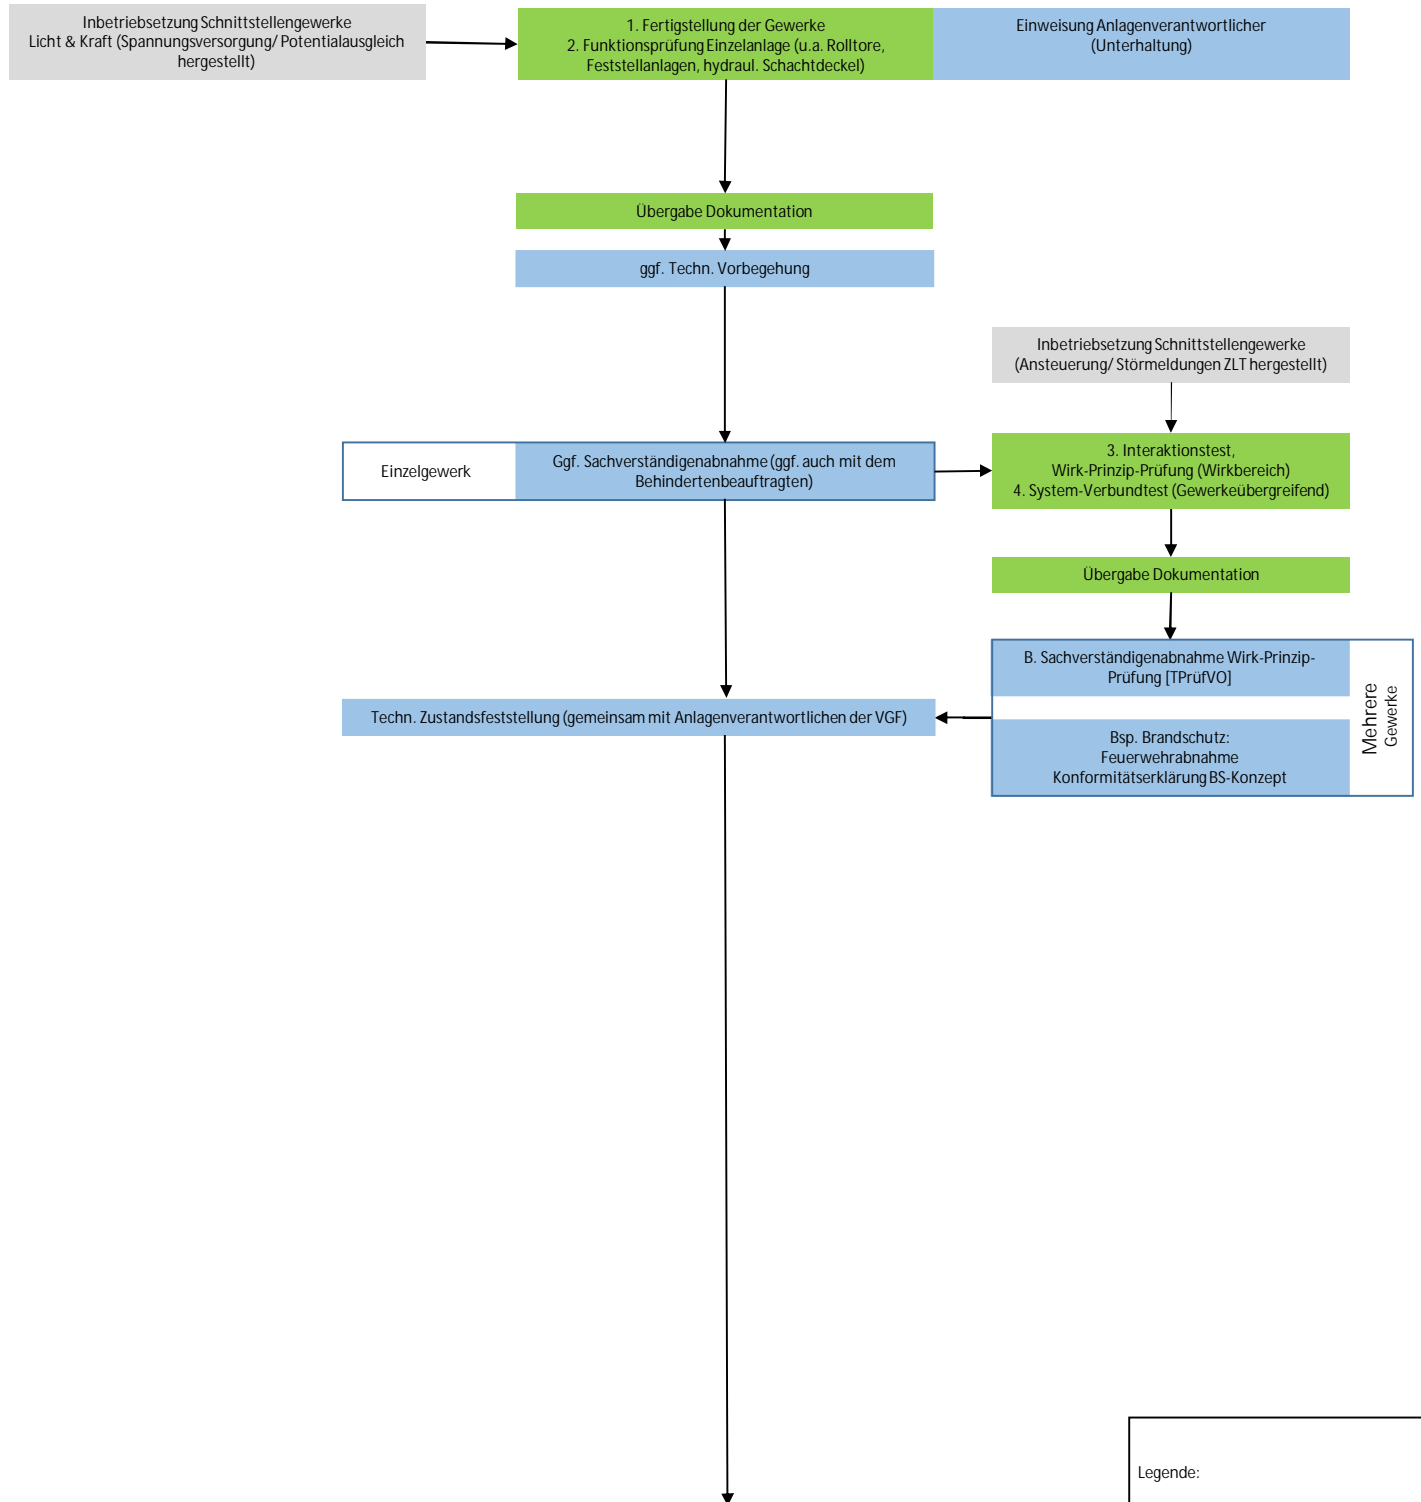 Inbetriebsetzung Schnittstellengewerke
Licht & Kraft (Spannungsversorgung/ Potentialausgleich
hergestellt)
1. Fertigstellung der Gewerke
2. Funktionsprüfung Einzelanlage (u.a. Rolltore,
Feststellanlagen, hydraul. Schachtdeckel)
Einweisung Anlagenverantwortlicher
(Unterhaltung)
Übergabe Dokumentation
ggf. Techn. Vorbegehung
Inbetriebsetzung Schnittstellengewerke
(Ansteuerung/ Störmeldungen ZLT hergestellt)
Einzelgewerk
Ggf. Sachverständigenabnahme (ggf. auch mit dem
Behindertenbeauftragten)
3. Interaktionstest,
Wirk-Prinzip-Prüfung (Wirkbereich)
4. System-Verbundtest (Gewerkeübergreifend)
Übergabe Dokumentation
B. Sachverständigenabnahme Wirk-Prinzip-
Prüfung [TPrüfVO]
Mehrere
Gewerke
Techn. Zustandsfeststellung (gemeinsam mit Anlagenverantwortlichen der VGF)
Bsp. Brandschutz:
Feuerwehrabnahme
Konformitätserklärung BS-Konzept
Legende: